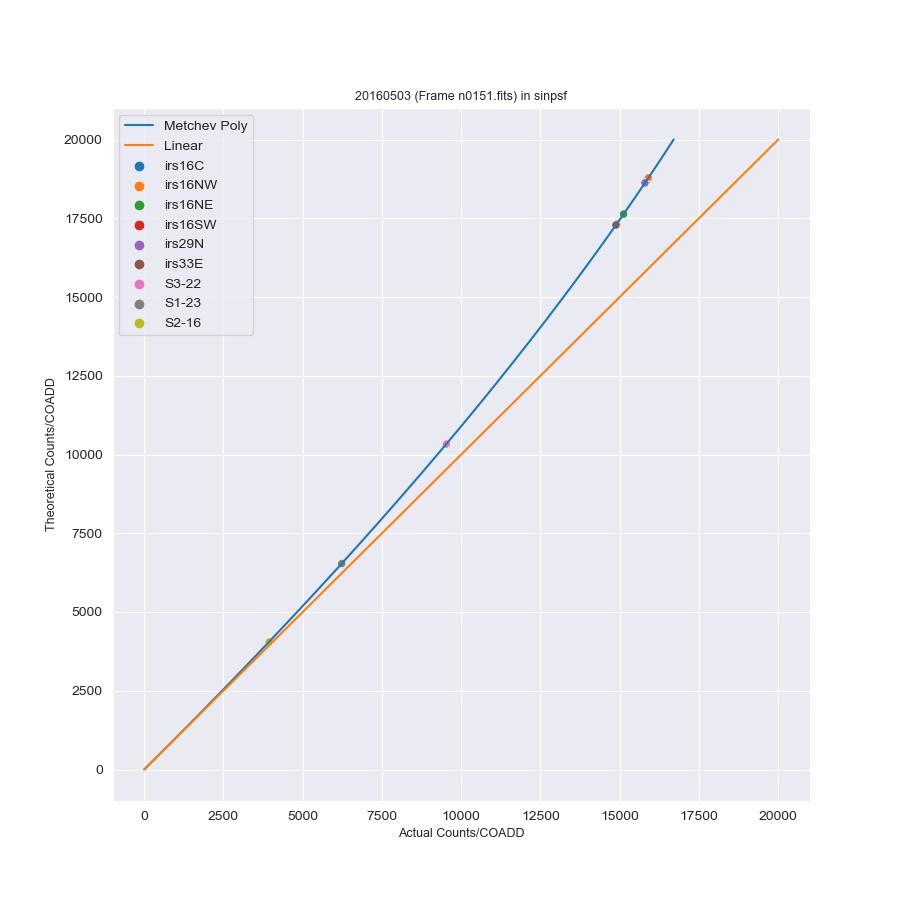 20160503 (Frame n0151.fits) in sinpsf
Metchev Poly
Linear
irs16C
irs16NW
irs16NE
irs16SW
irs29N
irs33E
S3-22
S1-23
S2-16
20000
17500
15000
12500
10000
7500
5000
2500
0
Theoretical Counts/COADD
0 2500 5000 7500 10000 12500 15000 17500 20000
Actual Counts/COADD